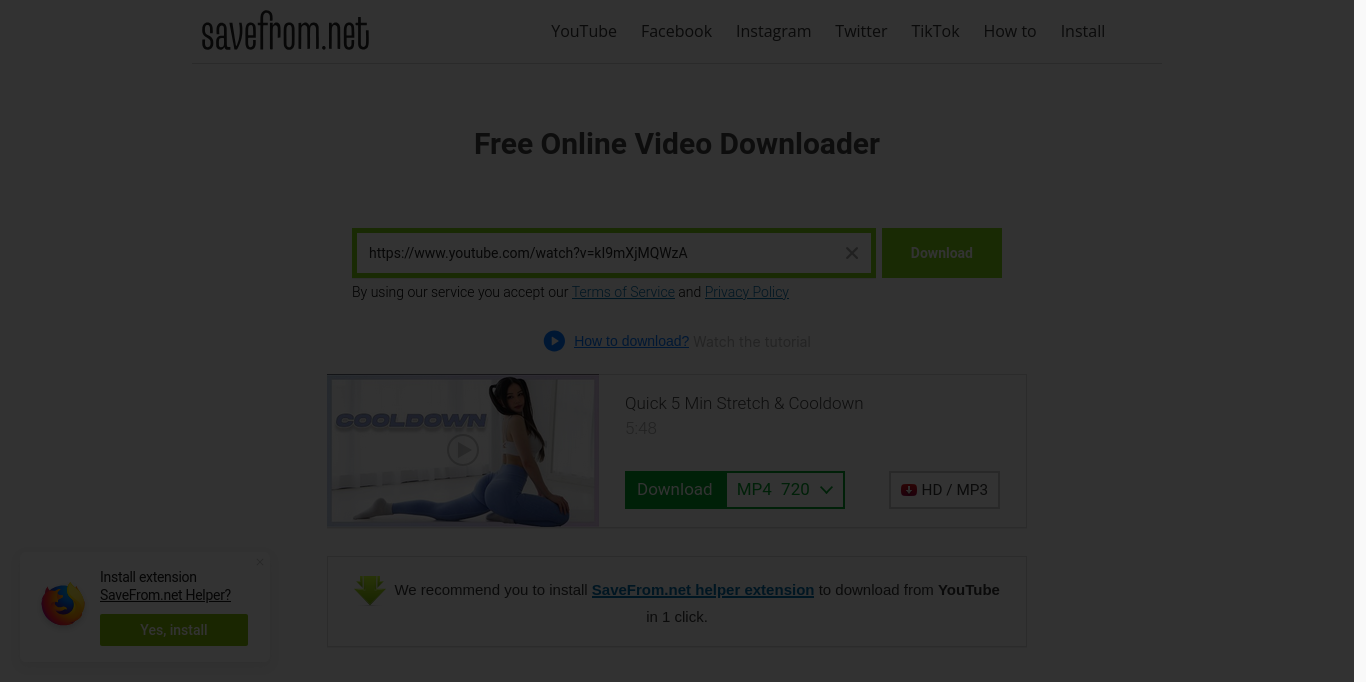 savefrom.net
YouTube Facebook Instagram Twitter TikTok How to Install
Free Online Video Downloader
https://www.youtube.com/watch?v=kI9mXjMQWzA
Download
By using our service you accept our Terms of Service and Privacy Policy
How to download? Watch the tutorial
COOLDOWN
Quick 5 Min Stretch & Cooldown
5:48
Download MP4 720
HD / MP3
We recommend you to install SaveFrom.net helper extension to download from YouTube
in 1 click.
Install extension
SaveFrom.net Helper?
Yes, install